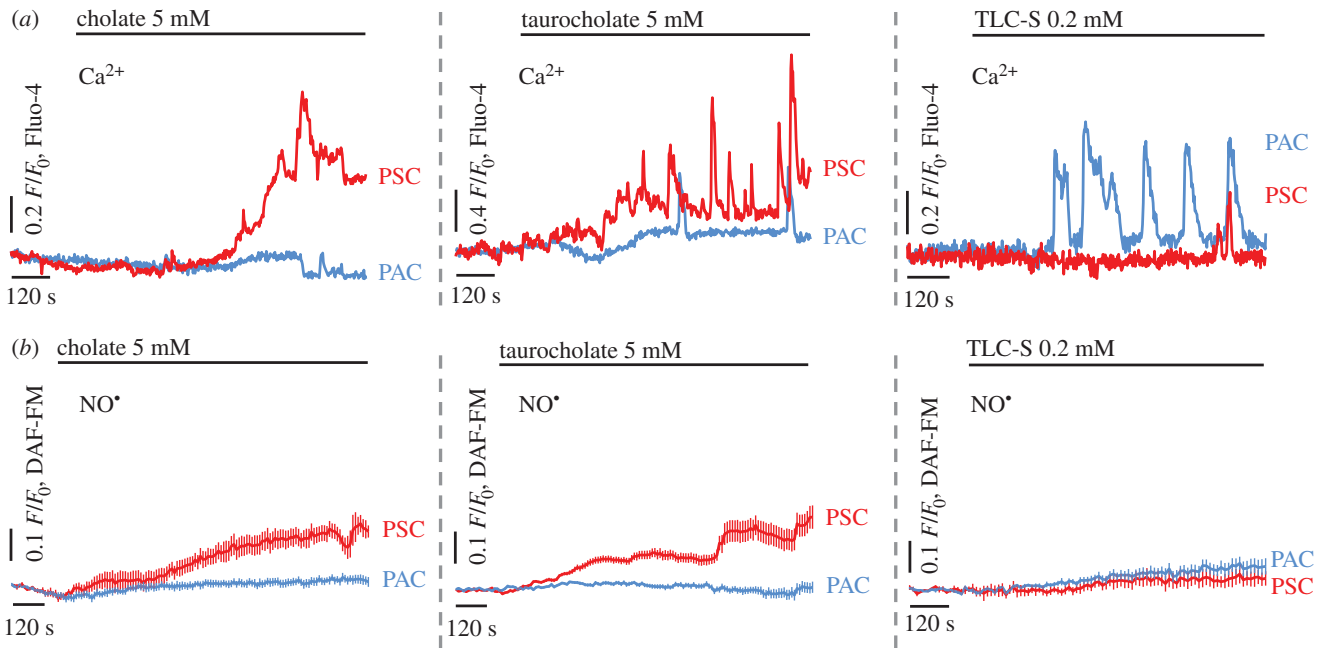 (a) cholate 5 mM
Ca2+
0.2 F/F0, Fluo-4
PSC
PAC
120 s
taurocholate 5 mM
Ca2+
0.4 F/F0, Fluo-4
PSC
PAC
120 s
TLC-S 0.2 mM
Ca2+
0.2 F/F0, Fluo-4
PAC
PSC
120 s
(b) cholate 5 mM
NO•
0.1 F/F0, DAF-FM
PSC
PAC
120 s
taurocholate 5 mM
NO•
0.1 F/F0, DAF-FM
PSC
PAC
120 s
TLC-S 0.2 mM
NO•
0.1 F/F0, DAF-FM
PAC
PSC
120 s